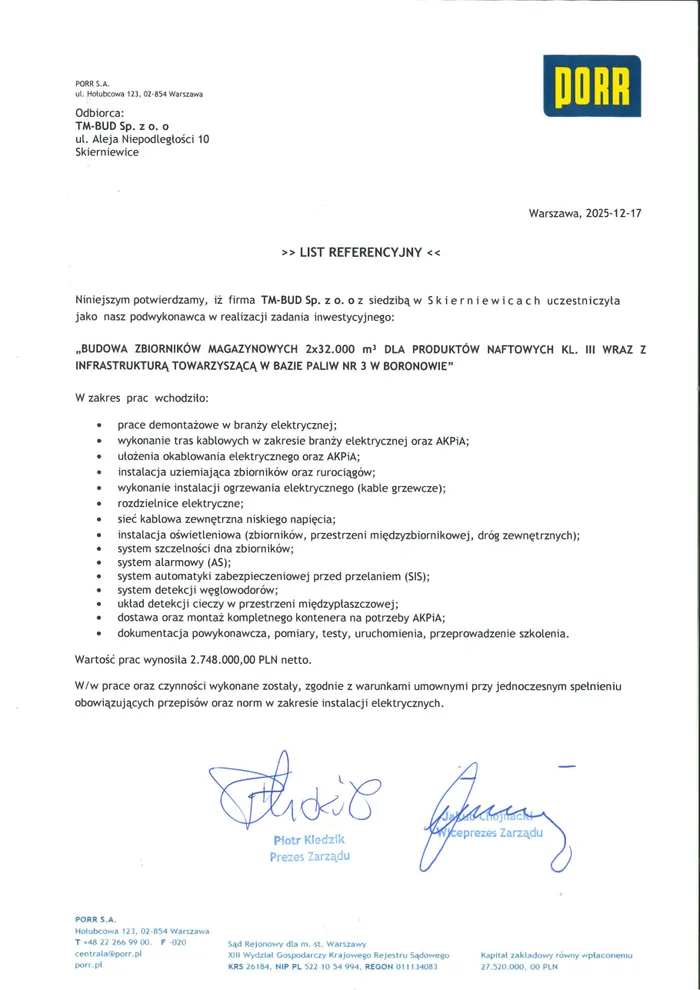 PORR S.A.
ul. Hołubcowa 123, 02-854 Warszawa
PORR
Odbiorca:
TM-BUD Sp. z o. o
ul. Aleja Niepodległości 10
Skierniewice
Warszawa, 2025-12-17
>> LIST REFERENCYJNY <<
Niniejszym potwierdzamy, iż firma TM-BUD Sp. z o. o z siedzibą w Skierniewicach uczestniczyła
jako nasz podwykonawca w realizacji zadania inwestycyjnego:
„BUDOWA ZBIORNIKÓW MAGAZYNOWYCH 2x32.000 m³ DLA PRODUKTÓW NAFTOWYCH KL. III WRAZ Z
INFRASTRUKTURĄ TOWARZYSZĄCĄ W BAZIE PALIW NR 3 W BORONOWIE”
W zakres prac wchodziło:
• prace demontażowe w branży elektrycznej;
• wykonanie tras kablowych w zakresie branży elektrycznej oraz AKPiA;
• ułożenia okablowania elektrycznego oraz AKPiA;
• instalacja uziemiająca zbiorników oraz rurociągów;
• wykonanie instalacji ogrzewania elektrycznego (kable grzewcze);
• rozdzielnice elektryczne;
• sieć kablowa zewnętrzna niskiego napięcia;
• instalacja oświetleniowa (zbiorników, przestrzeni międzyzbiornikowej, dróg zewnętrznych);
• system szczelności dna zbiorników;
• system alarmowy (AS);
• system automatyki zabezpieczeniowej przed przelaniem (SIS);
• system detekcji węglowodorów;
• układ detekcji cieczy w przestrzeni międzypłaszczowej;
• dostawa oraz montaż kompletnego kontenera na potrzeby AKPiA;
• dokumentacja powykonawcza, pomiary, testy, uruchomienia, przeprowadzenie szkolenia.
Wartość prac wynosiła 2.748.000,00 PLN netto.
W/w prace oraz czynności wykonane zostały, zgodnie z warunkami umownymi przy jednoczesnym spełnieniu
obowiązujących przepisów oraz norm w zakresie instalacji elektrycznych.
Piotr Kledzik
Prezes Zarządu
Jakub Chojnacki
Wiceprezes Zarządu
PORR S.A.
Hołubcowa 123, 02-854 Warszawa
T +48 22 266 99 00. F -020
centrala@porr.pl
porr.pl
Sąd Rejonowy dla m. st. Warszawy
XIII Wydział Gospodarczy Krajowego Rejestru Sądowego
KRS 26184, NIP PL 522 10 54 994, REGON 011134083
Kapitał zakładowy równy wpłaconemu
27.520.000, 00 PLN